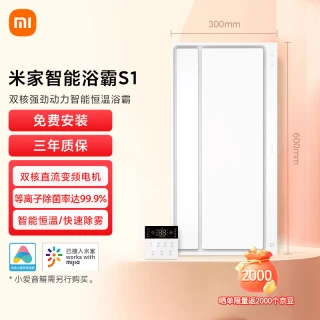 mi
300mm
米家智能浴霸S1
双核强劲动力智能恒温浴霸
免费安装
三年质保
600mm
双核直流变频电机
等离子除菌率达99.9%
智能恒温/快速除雾
已接入米家
works with
mijia
*小爱音箱需另行购买。
2000
晒单限量返2000个京豆